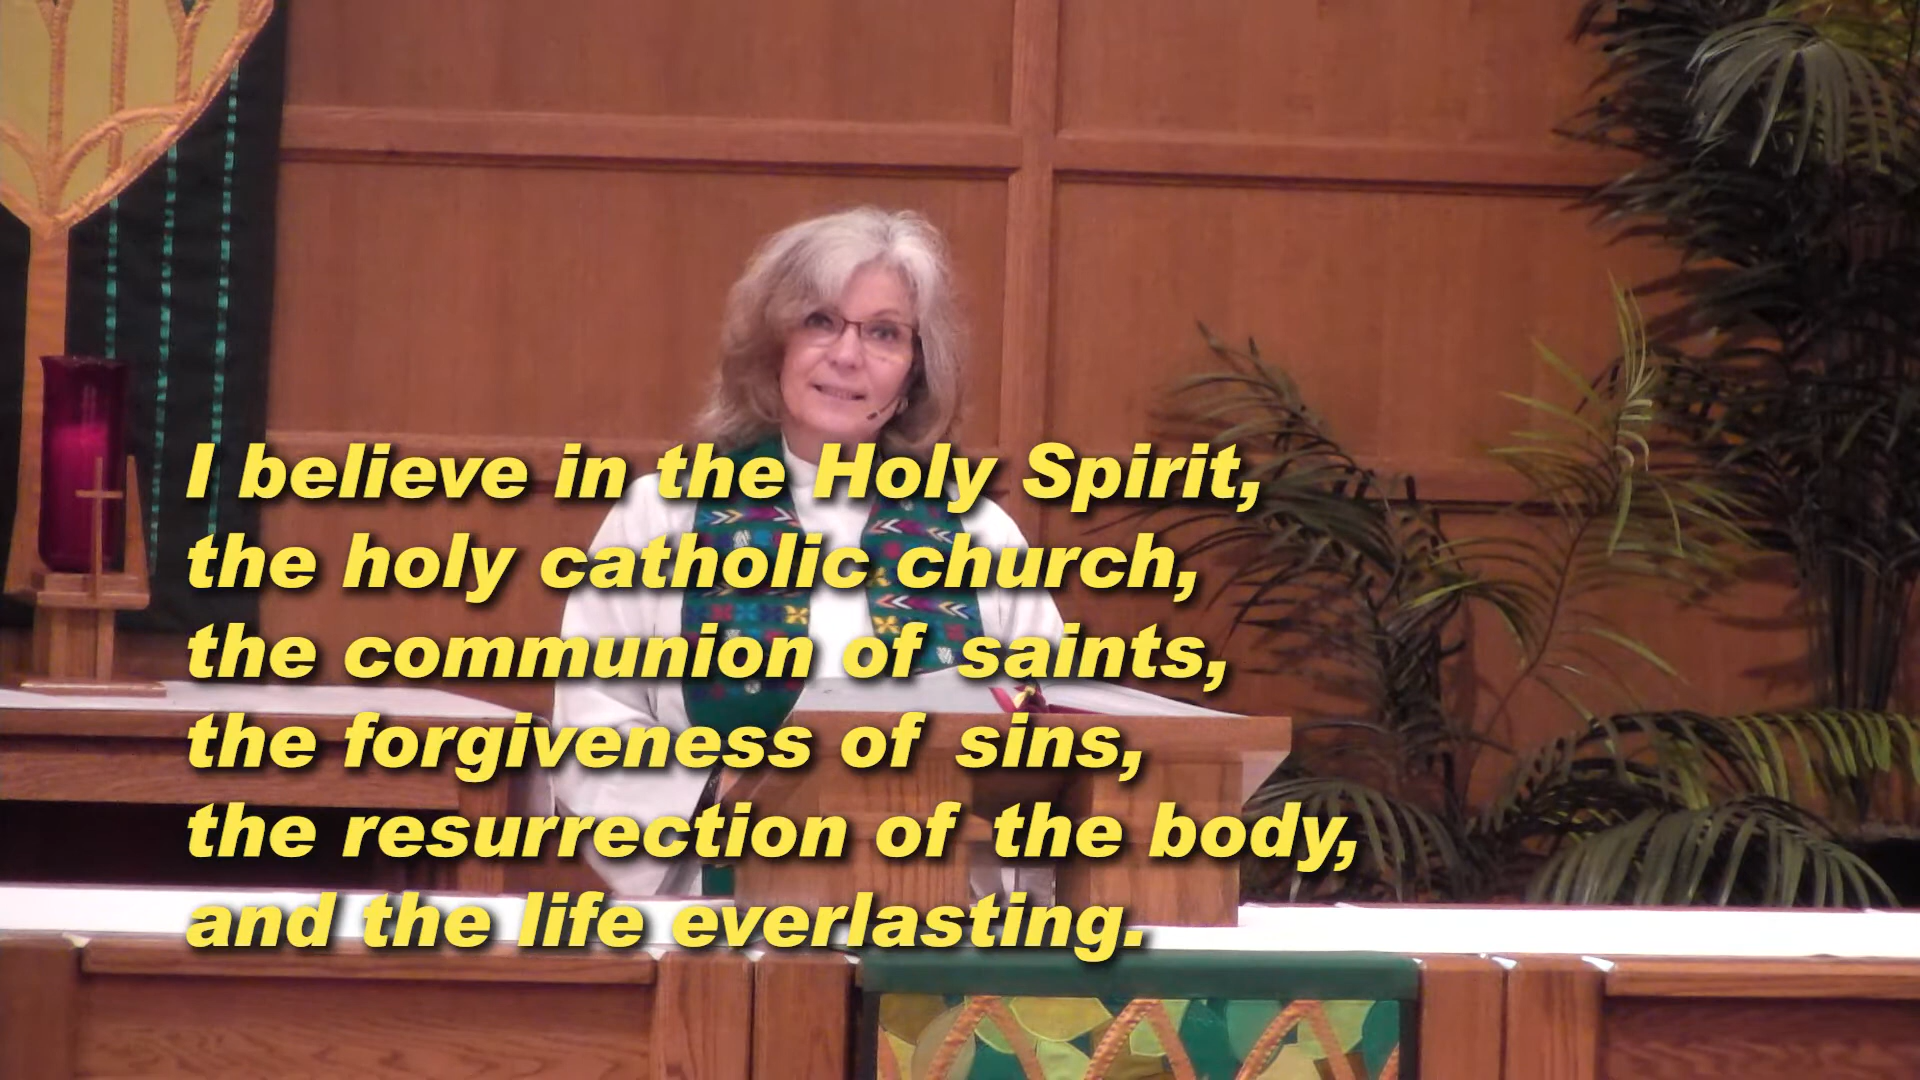 I believe in the Holy Spirit,
the holy catholic church,
the communion of saints,
the forgiveness of sins,
the resurrection of the body,
and the life everlasting.